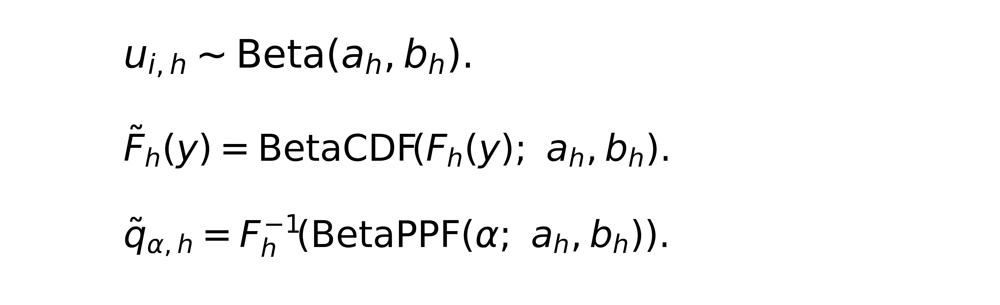 u_{i,h} ~ Beta(a_h, b_h).
F̃_h(y) = BetaCDF(F_h(y); a_h, b_h).
q̃_{α,h} = F_h^{-1}(BetaPPF(α; a_h, b_h)).